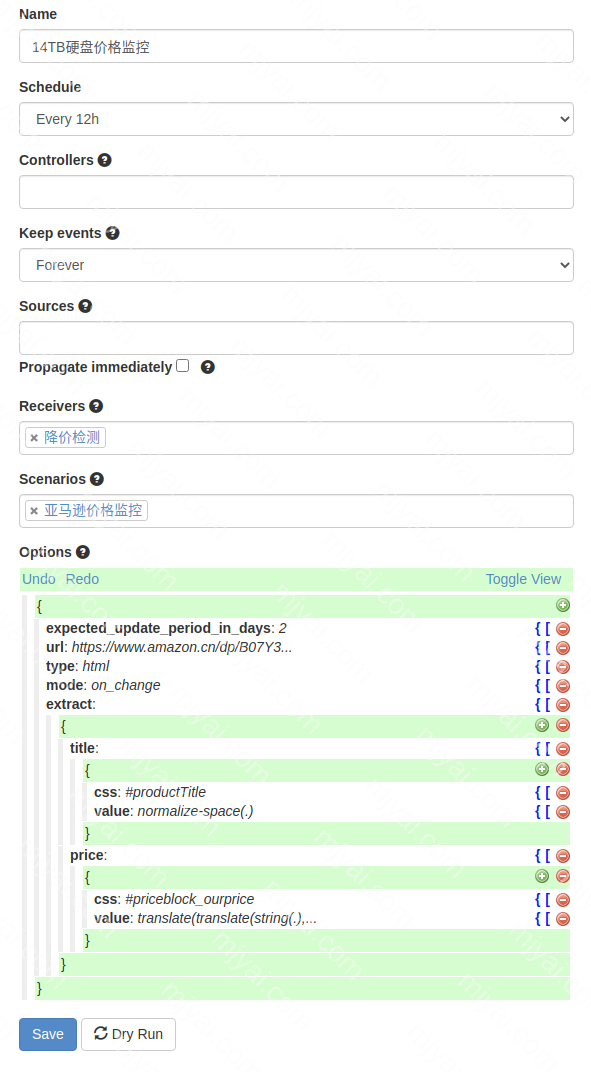 Name
14TB硬盘价格监控
Schedule
Every 12h
Controllers
Keep events
Forever
Sources
Propagate immediately
Receivers
× 降价检测
Scenarios
× 亚马逊价格监控
Options
Undo Redo Toggle View
{
expected_update_period_in_days: 2 { [
url: https://www.amazon.cn/dp/B07Y3... { [
type: html { [
mode: on_change { [
extract: { [
{
title: { [
{
css: #productTitle { [
value: normalize-space(.) { [
}
price: { [
{
css: #priceblock_ourprice { [
value: translate(translate(string(.),... { [
}
}
}
Save Dry Run
mjyai.com